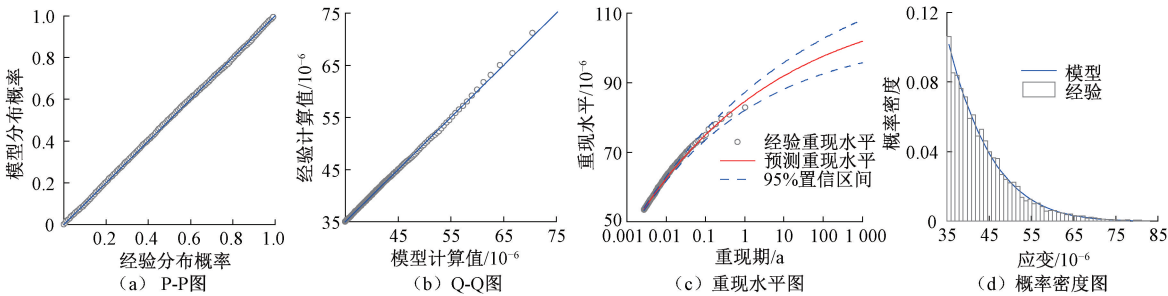 模型分布概率
1.0
0.8
0.6
0.4
0.2
0
0.2
0.4
0.6
0.8
1.0
经验分布概率
（a） P-P图
经验计算值/10⁻⁶
75
65
55
45
35
45
55
65
75
模型计算值/10⁻⁶
（b） Q-Q图
重现水平/10⁻⁶
110
90
70
50
0.001
0.01
0.1
1
10
100
1 000
经验重现水平
预测重现水平
95%置信区间
重现期/a
（c）重现水平图
概率密度
0.12
0.08
0.04
0
35
45
55
65
75
85
模型
经验
应变/10⁻⁶
（d）概率密度图